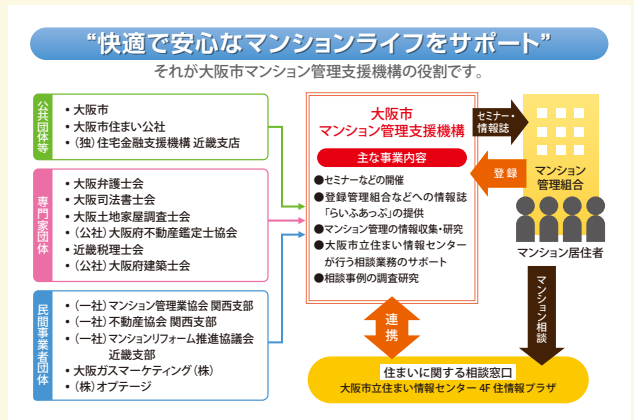 “快適で安心なマンションライフをサポート”
それが大阪市マンション管理支援機構の役割です。
公共団体等
・大阪市
・大阪市住まい公社
・（独）住宅金融支援機構 近畿支店
専門家団体
・大阪弁護士会
・大阪司法書士会
・大阪土地家屋調査士会
・（公社）大阪府不動産鑑定士協会
・近畿税理士会
・（公社）大阪府建築士会
民間事業者団体
・（一社）マンション管理業協会 関西支部
・（一社）不動産協会 関西支部
・（一社）マンションリフォーム推進協議会
近畿支部
・大阪ガスマーケティング（株）
・（株）オプテージ
大阪市
マンション管理支援機構
主な事業内容
●セミナーなどの開催
●登録管理組合などへの情報誌
「らいふあっぷ」の提供
●マンション管理の情報収集・研究
●大阪市立住まい情報センター
が行う相談業務のサポート
●相談事例の調査研究
セミナー・
情報誌
登録
マンション
管理組合
マンション居住者
マンション相談
連携
住まいに関する相談窓口
大阪市立住まい情報センター 4F 住情報プラザ